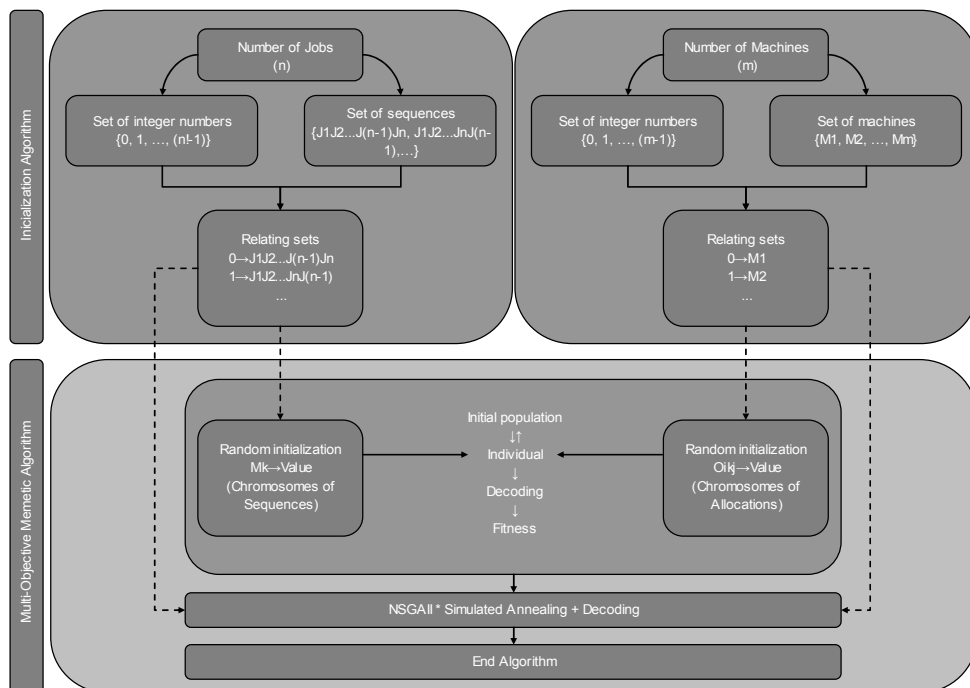 Inicialization Algorithm
Number of Jobs
(n)
Set of integer numbers
{0, 1, …, (n!-1)}
Set of sequences
{J1J2...J(n-1)Jn, J1J2...JnJ(n-
1),…}
Relating sets
0→J1J2...J(n-1)Jn
1→J1J2...JnJ(n-1)
...
Number of Machines
(m)
Set of integer numbers
{0, 1, …, (m-1)}
Set of machines
{M1, M2, …, Mm}
Relating sets
0→M1
1→M2
...
Multi-Objective Memetic Algorithm
Random initialization
Mk→Value
(Chromosomes of
Sequences)
Initial population
↓↑
Individual
↓
Decoding
↓
Fitness
Random initialization
Oikj→Value
(Chromosomes of
Allocations)
NSGAII * Simulated Annealing + Decoding
End Algorithm